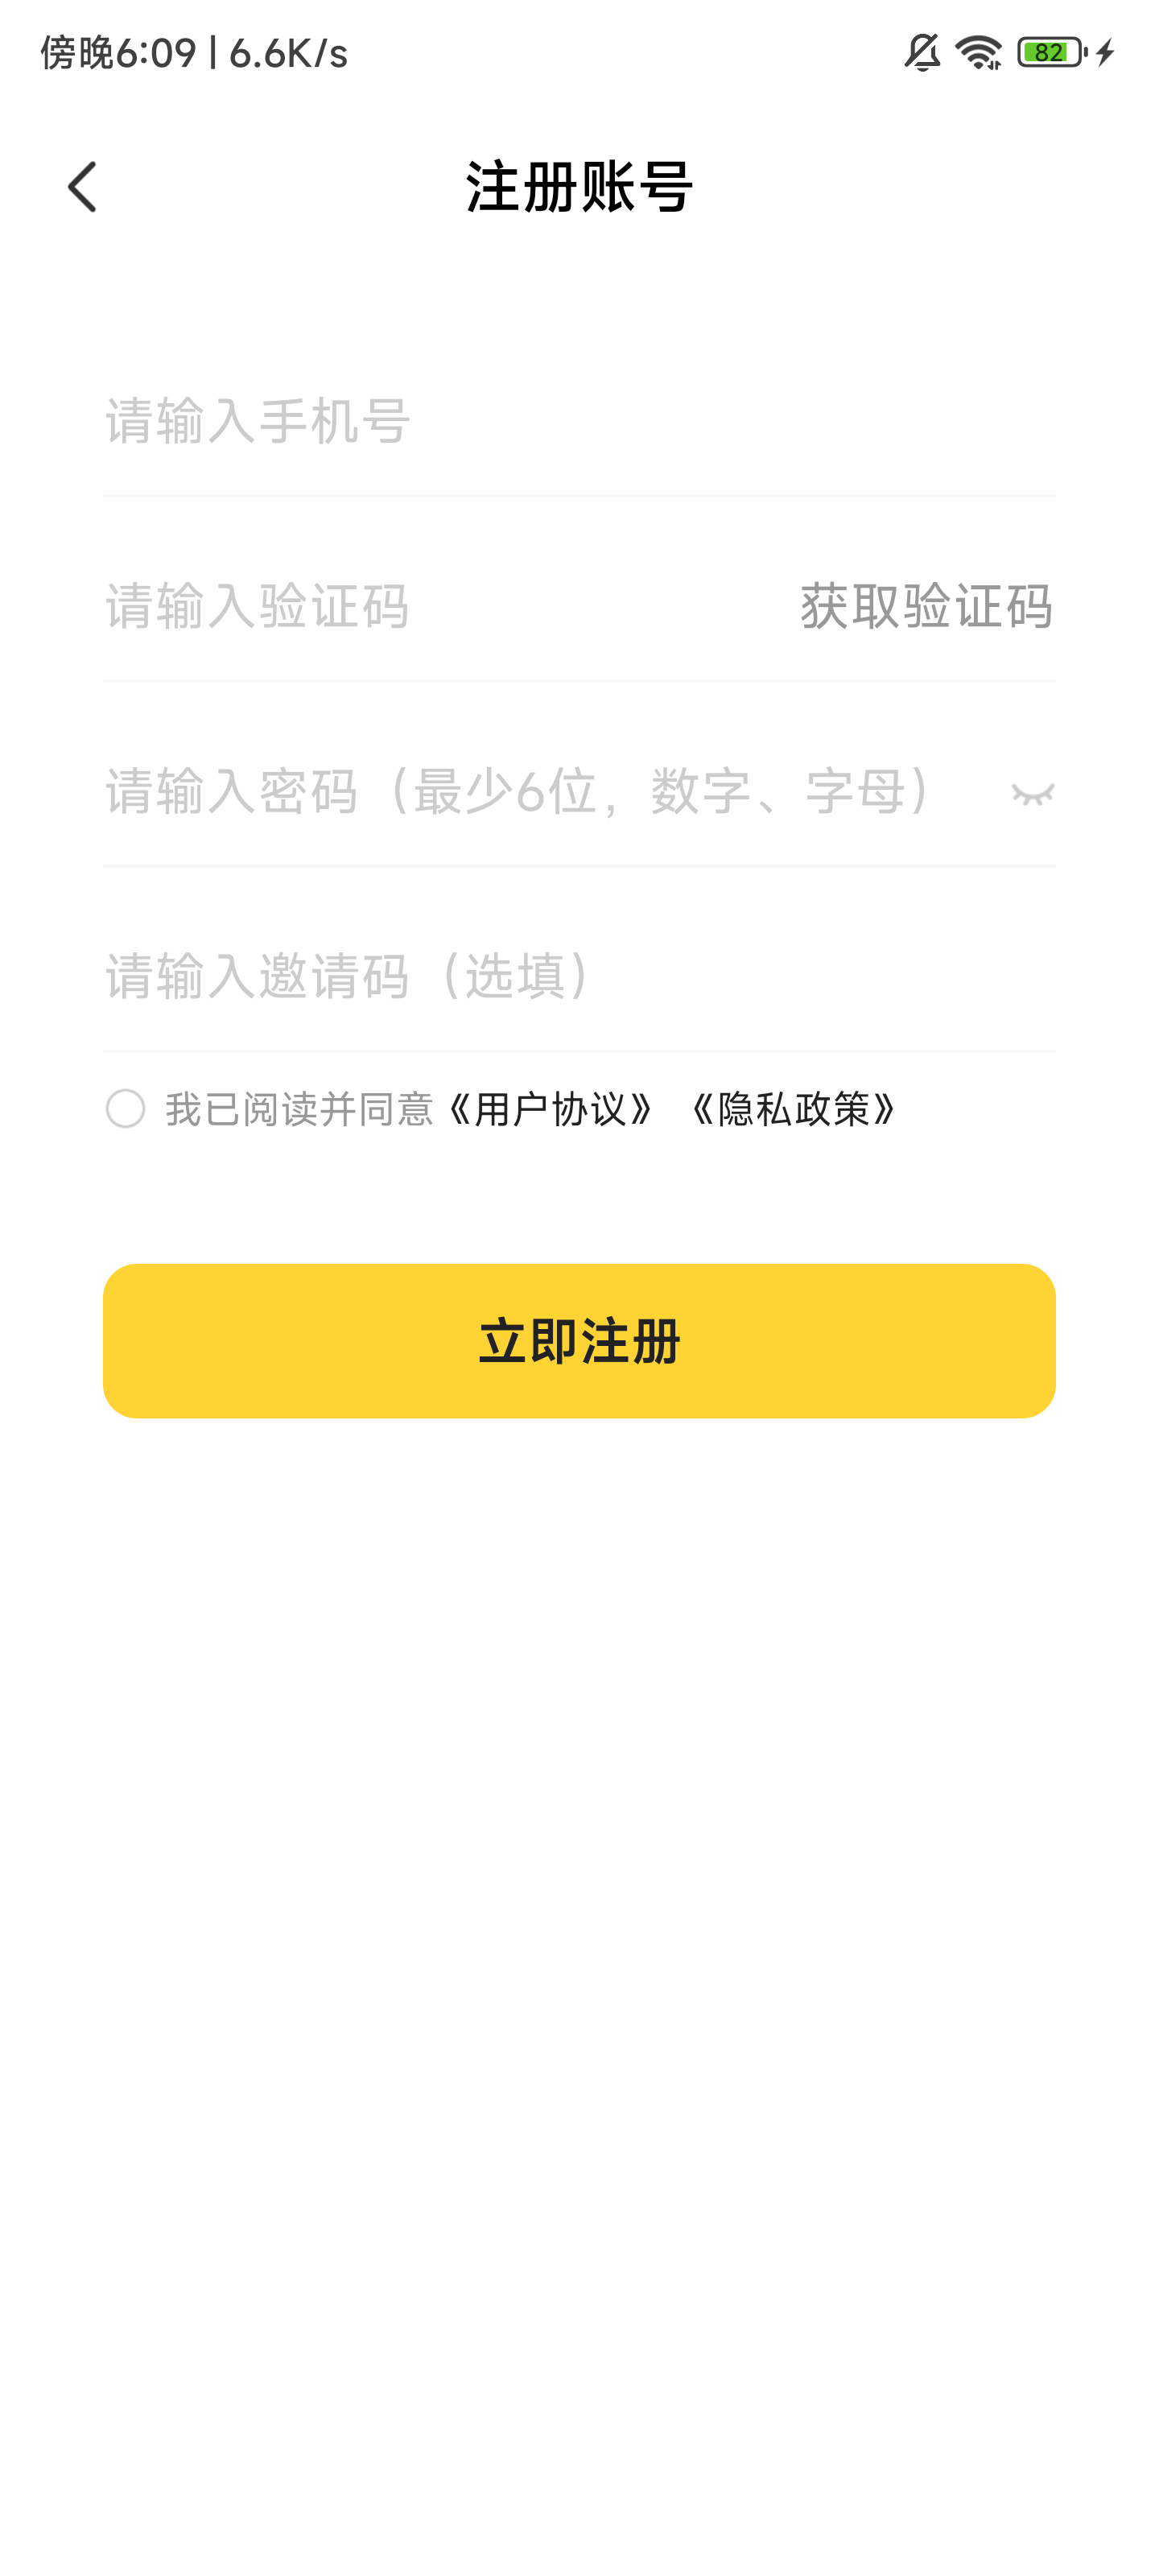 傍晚6:09 | 6.6K/s
82
注册账号
请输入手机号
请输入验证码 获取验证码
请输入密码（最少6位，数字、字母）
请输入邀请码（选填）
我已阅读并同意《用户协议》 《隐私政策》
立即注册